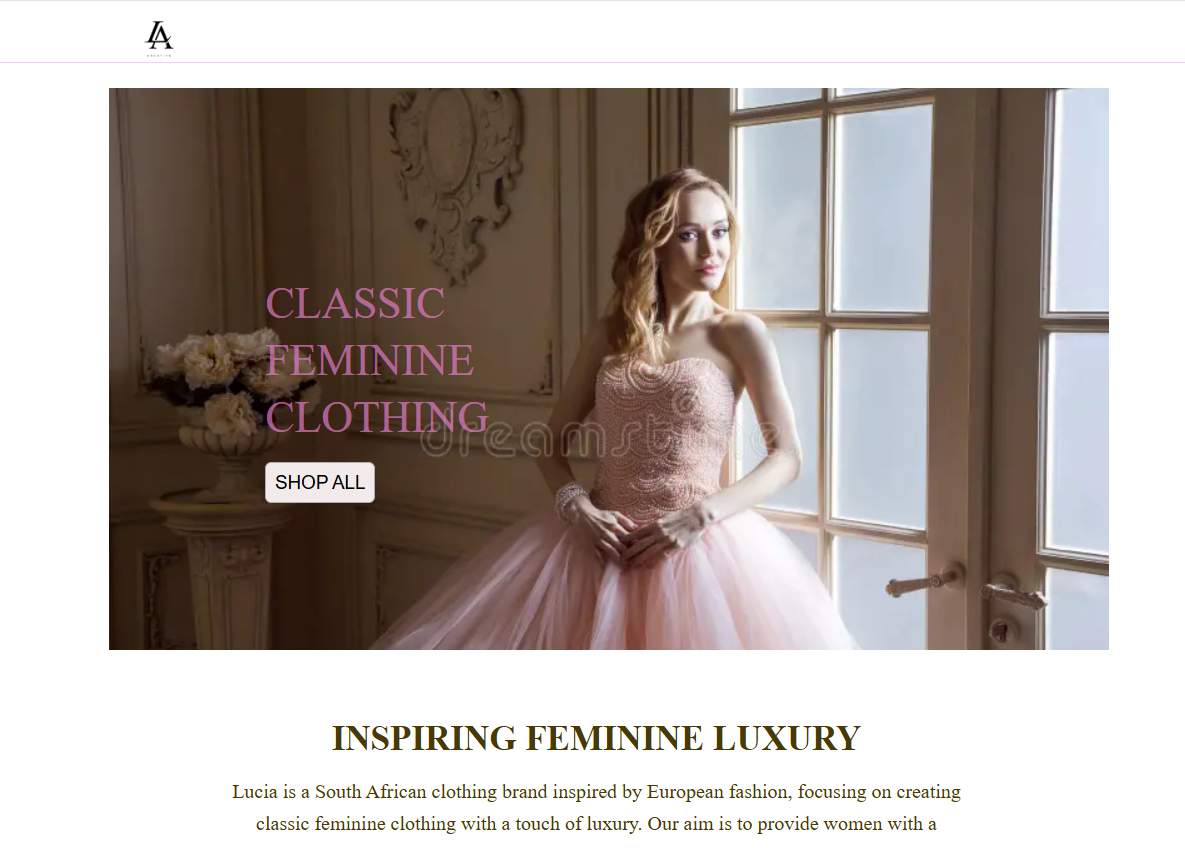 LA
CLASSIC
FEMININE
CLOTHING
dreamstime
SHOP ALL
INSPIRING FEMININE LUXURY
Lucia is a South African clothing brand inspired by European fashion, focusing on creating
classic feminine clothing with a touch of luxury. Our aim is to provide women with a